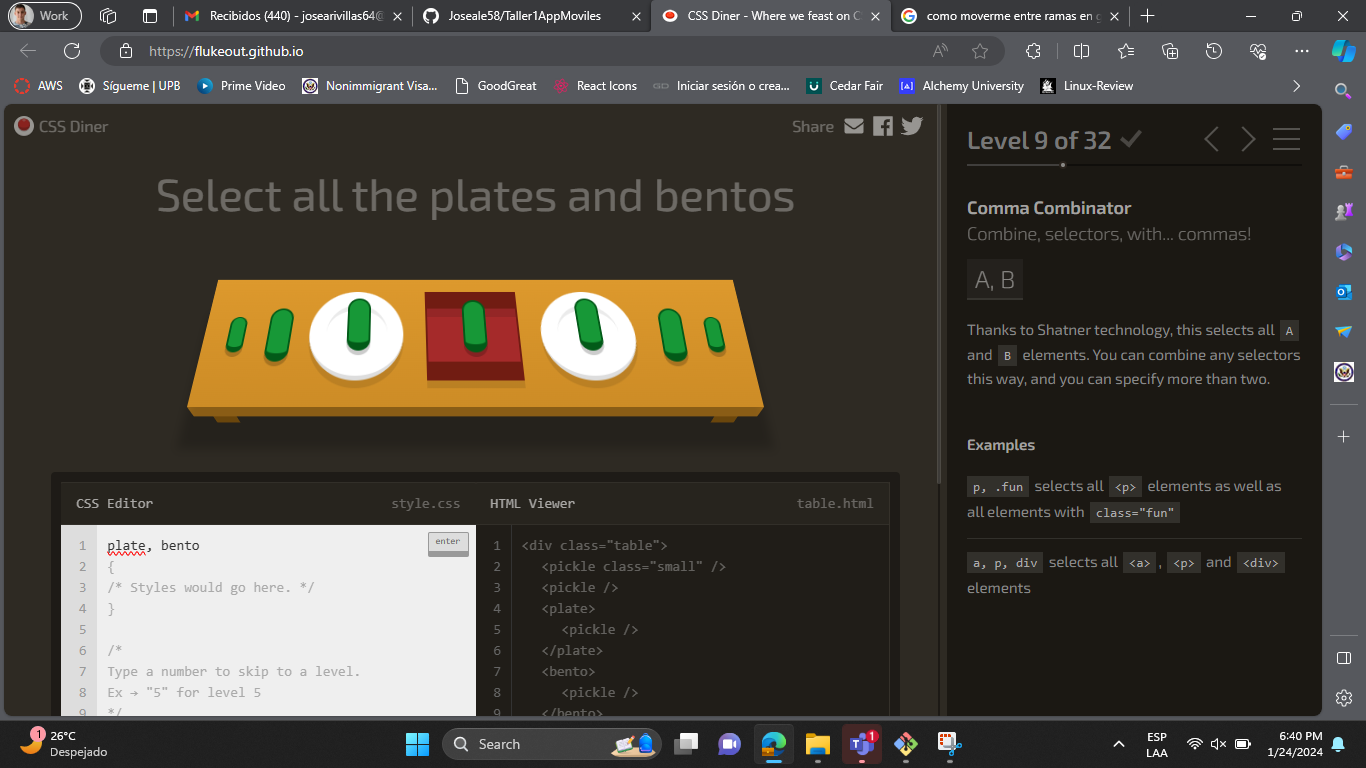 Work
Recibidos (440) - josearivillas64@
Joseale58/Taller1AppMoviles
CSS Diner - Where we feast on C
como moverme entre ramas en g
https://flukeout.github.io
AWS
Sígueme | UPB
Prime Video
Nonimmigrant Visa...
GoodGreat
React Icons
Iniciar sesión o crea...
Cedar Fair
Alchemy University
Linux-Review
CSS Diner
Share
Select all the plates and bentos
CSS Editor
style.css
HTML Viewer
table.html
1 plate, bento
enter
2 {
3 /* Styles would go here. */
4 }
5
6 /*
7 Type a number to skip to a level.
8 Ex → "5" for level 5
9 */
1 <div class="table">
2 <pickle class="small" />
3 <pickle />
4 <plate>
5 <pickle />
6 </plate>
7 <bento>
8 <pickle />
9 </bento>
Level 9 of 32
Comma Combinator
Combine, selectors, with... commas!
A, B
Thanks to Shatner technology, this selects all A
and B elements. You can combine any selectors
this way, and you can specify more than two.
Examples
p, .fun selects all <p> elements as well as
all elements with class="fun"
a, p, div selects all <a>, <p> and <div>
elements
1
26°C
Despejado
Search
1
ESP
LAA
6:40 PM
1/24/2024